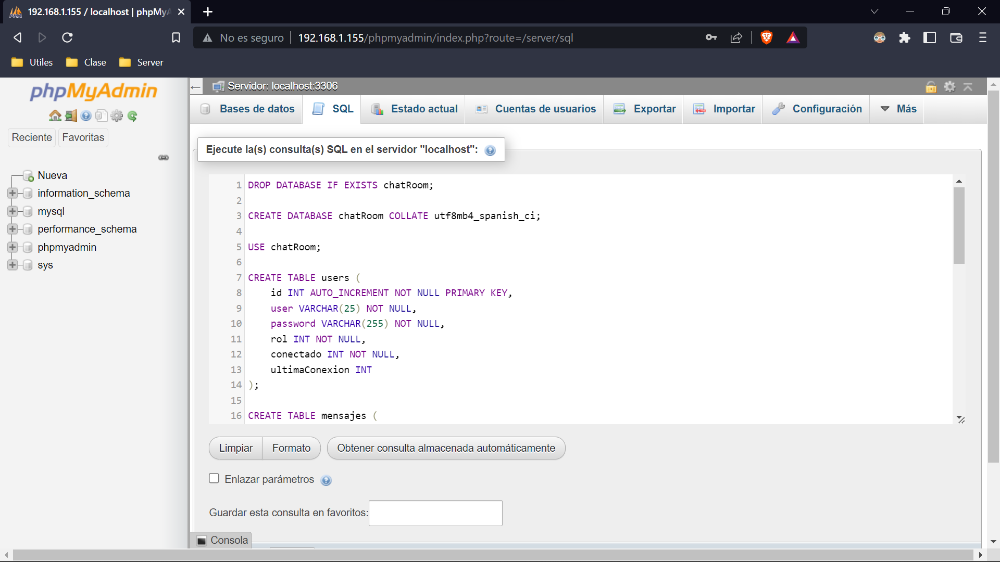 192.168.1.155 / localhost | phpMyA
No es seguro
192.168.1.155/phpmyadmin/index.php?route=/server/sql
Utiles
Clase
Server
phpMyAdmin
Reciente
Favoritas
Nueva
information_schema
mysql
performance_schema
phpmyadmin
sys
Servidor: localhost:3306
Bases de datos
SQL
Estado actual
Cuentas de usuarios
Exportar
Importar
Configuración
Más
Ejecute la(s) consulta(s) SQL en el servidor "localhost":
1 DROP DATABASE IF EXISTS chatRoom;
2
3 CREATE DATABASE chatRoom COLLATE utf8mb4_spanish_ci;
4
5 USE chatRoom;
6
7 CREATE TABLE users (
8 id INT AUTO_INCREMENT NOT NULL PRIMARY KEY,
9 user VARCHAR(25) NOT NULL,
10 password VARCHAR(255) NOT NULL,
11 rol INT NOT NULL,
12 conectado INT NOT NULL,
13 ultimaConexion INT
14 );
15
16 CREATE TABLE mensajes (
Limpiar
Formato
Obtener consulta almacenada automáticamente
Enlazar parámetros
Guardar esta consulta en favoritos:
Consola